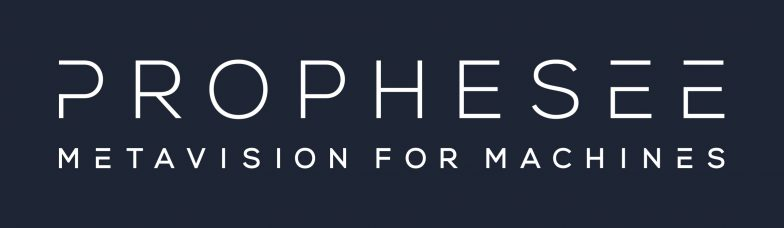 PROPHESEE
METAVISION FOR MACHINES